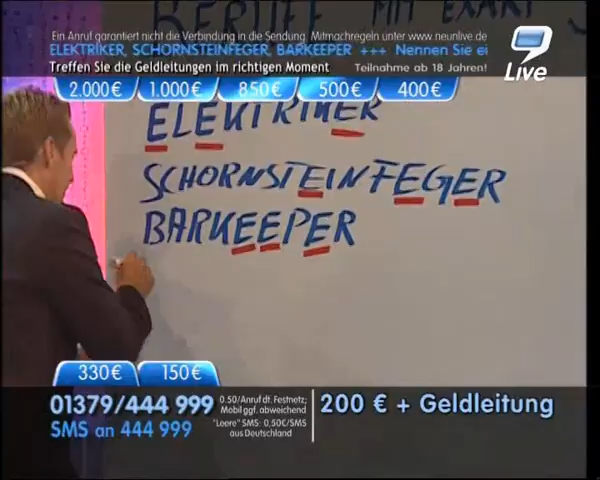 BERUFE MIT EXAKT
Ein Anruf garantiert nicht die Verbindung in die Sendung. Mitmachregeln unter www.neunlive.de
ELEKTRIKER, SCHORNSTEINFEGER, BARKEEPER +++ Nennen Sie ei
Treffen Sie die Geldleitungen im richtigen Moment
Teilnahme ab 18 Jahren!
Live
2.000 € 1.000 € 850 € 500 € 400 €
ELEKTRIKER
SCHORNSTEINFEGER
BARKEEPER
330 € 150 €
01379/444 999
0.50/Anruf dt. Festnetz;
Mobil ggf. abweichend
SMS an 444 999
"Leere" SMS: 0,50€/SMS
aus Deutschland
200 € + Geldleitung